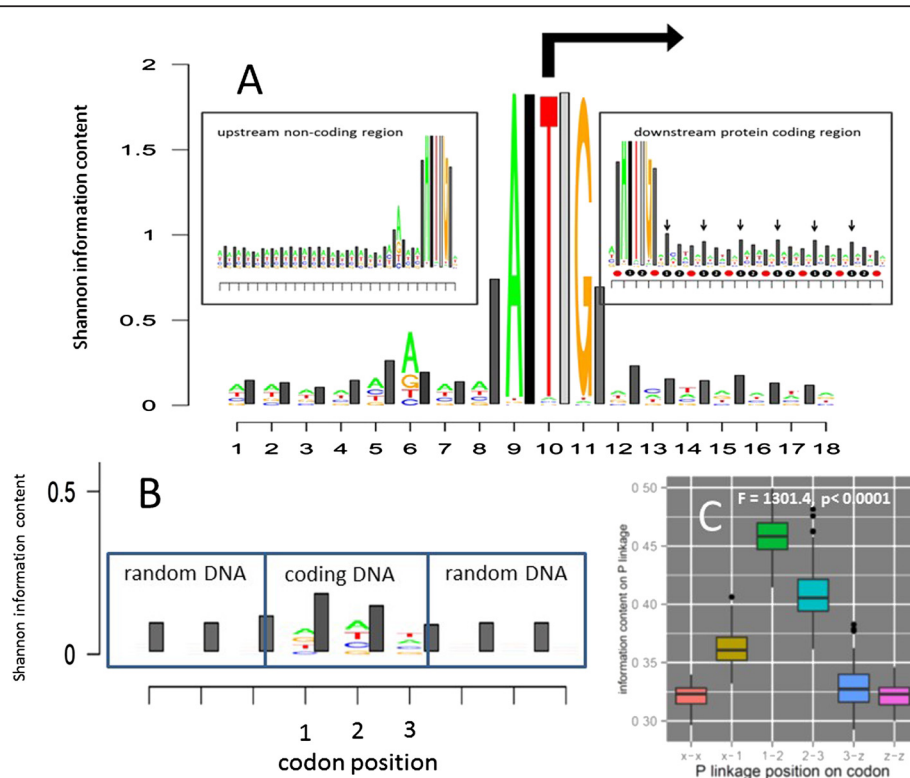 A
2
1.5
1
0.5
0
Shannon information content
upstream non-coding region
downstream protein coding region
A T G
A
G
T
C
1 2 3 4 5 6 7 8 9 10 11 12 13 14 15 16 17 18
B
0.5
0
Shannon information content
random DNA
coding DNA
random DNA
1 2 3
codon position
C
F = 1301.4, p< 0.0001
0 50
0 45
0 40
0 35
0 30
information content on P linkage
x-x x-1 1-2 2-3 3-z z-z
P linkage position on codon